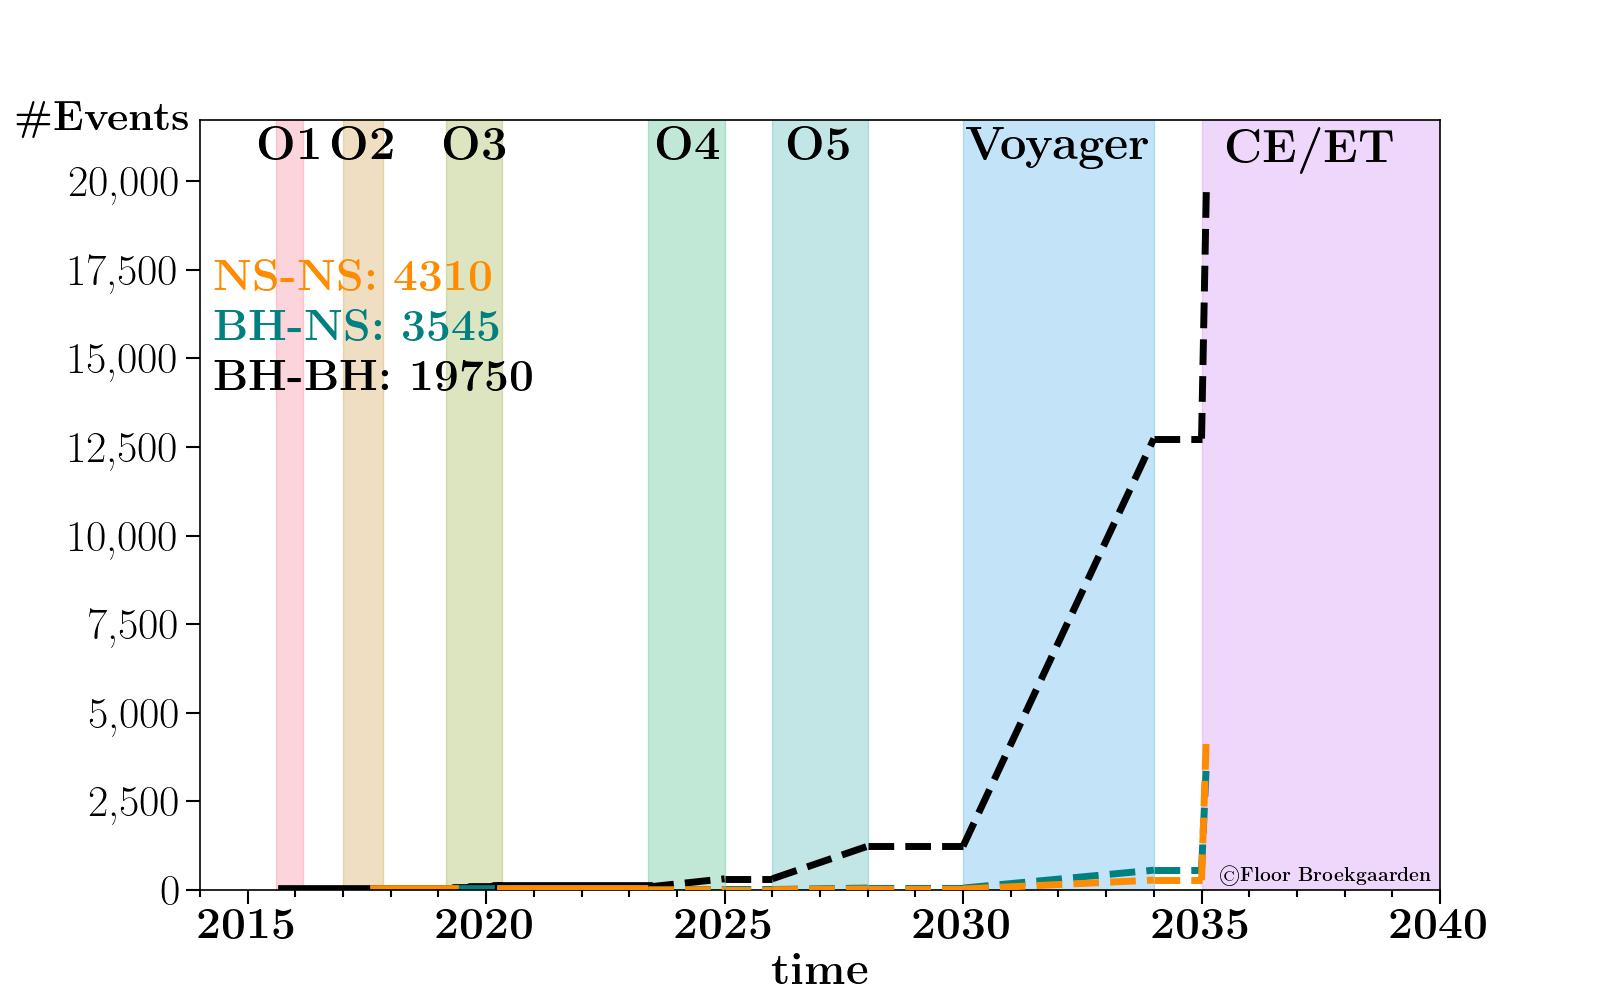 #Events
O1 O2 O3 O4 O5 Voyager CE/ET
20,000
17,500
15,000
12,500
10,000
7,500
5,000
2,500
0
NS-NS: 4310
BH-NS: 3545
BH-BH: 19750
©Floor Broekgaarden
2015 2020 2025 2030 2035 2040
time